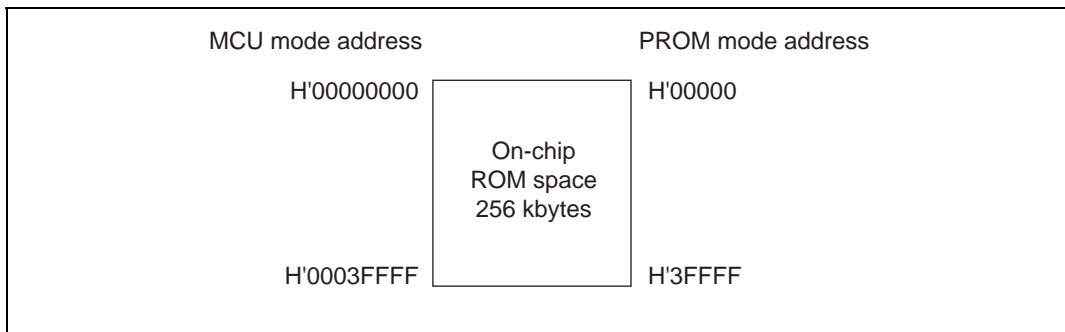 MCU mode address
PROM mode address
H'00000000
H'00000
On-chip
ROM space
256 kbytes
H'0003FFFF
H'3FFFF